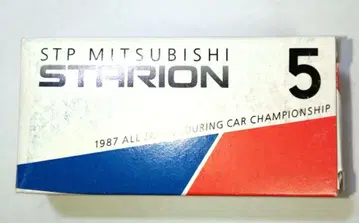 STP MITSUBISHI
STARION
5
1987 ALL TOURING CAR CHAMPIONSHIP